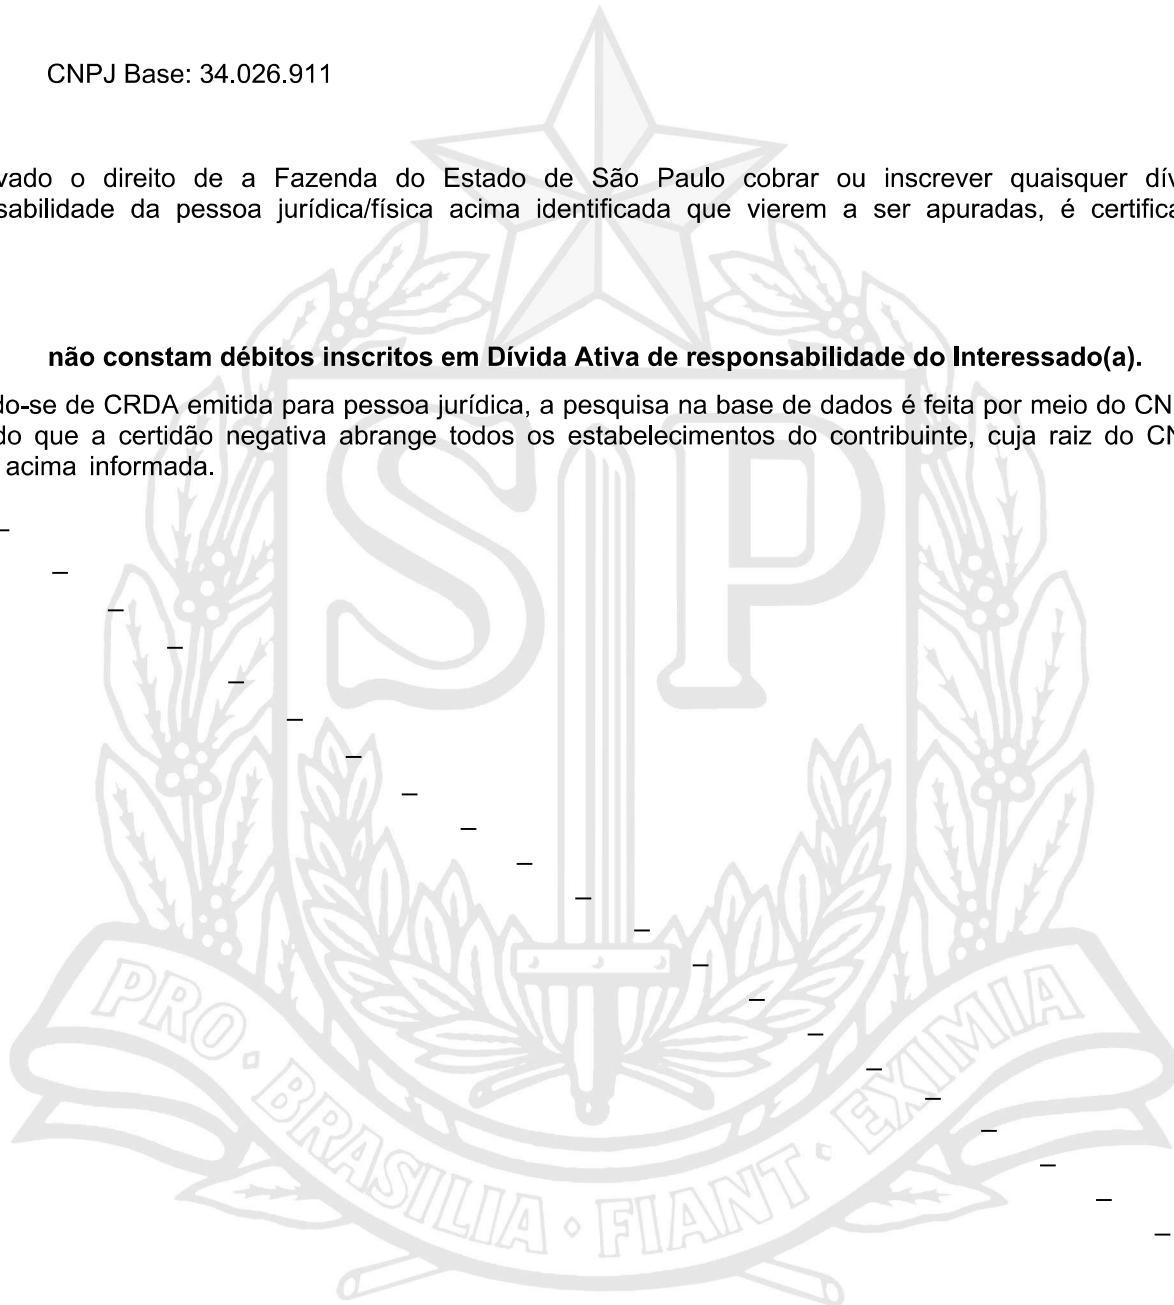 CNPJ Base: 34.026.911
vado o direito de a Fazenda do Estado de São Paulo cobrar ou inscrever quaisquer dív
sabilidade da pessoa jurídica/física acima identificada que vierem a ser apuradas, é certifica
não constam débitos inscritos em Dívida Ativa de responsabilidade do Interessado(a).
do-se de CRDA emitida para pessoa jurídica, a pesquisa na base de dados é feita por meio do CN
do que a certidão negativa abrange todos os estabelecimentos do contribuinte, cuja raiz do CN
acima informada.
SP
PRO · BRASILIA · FIANT · EXIMIA